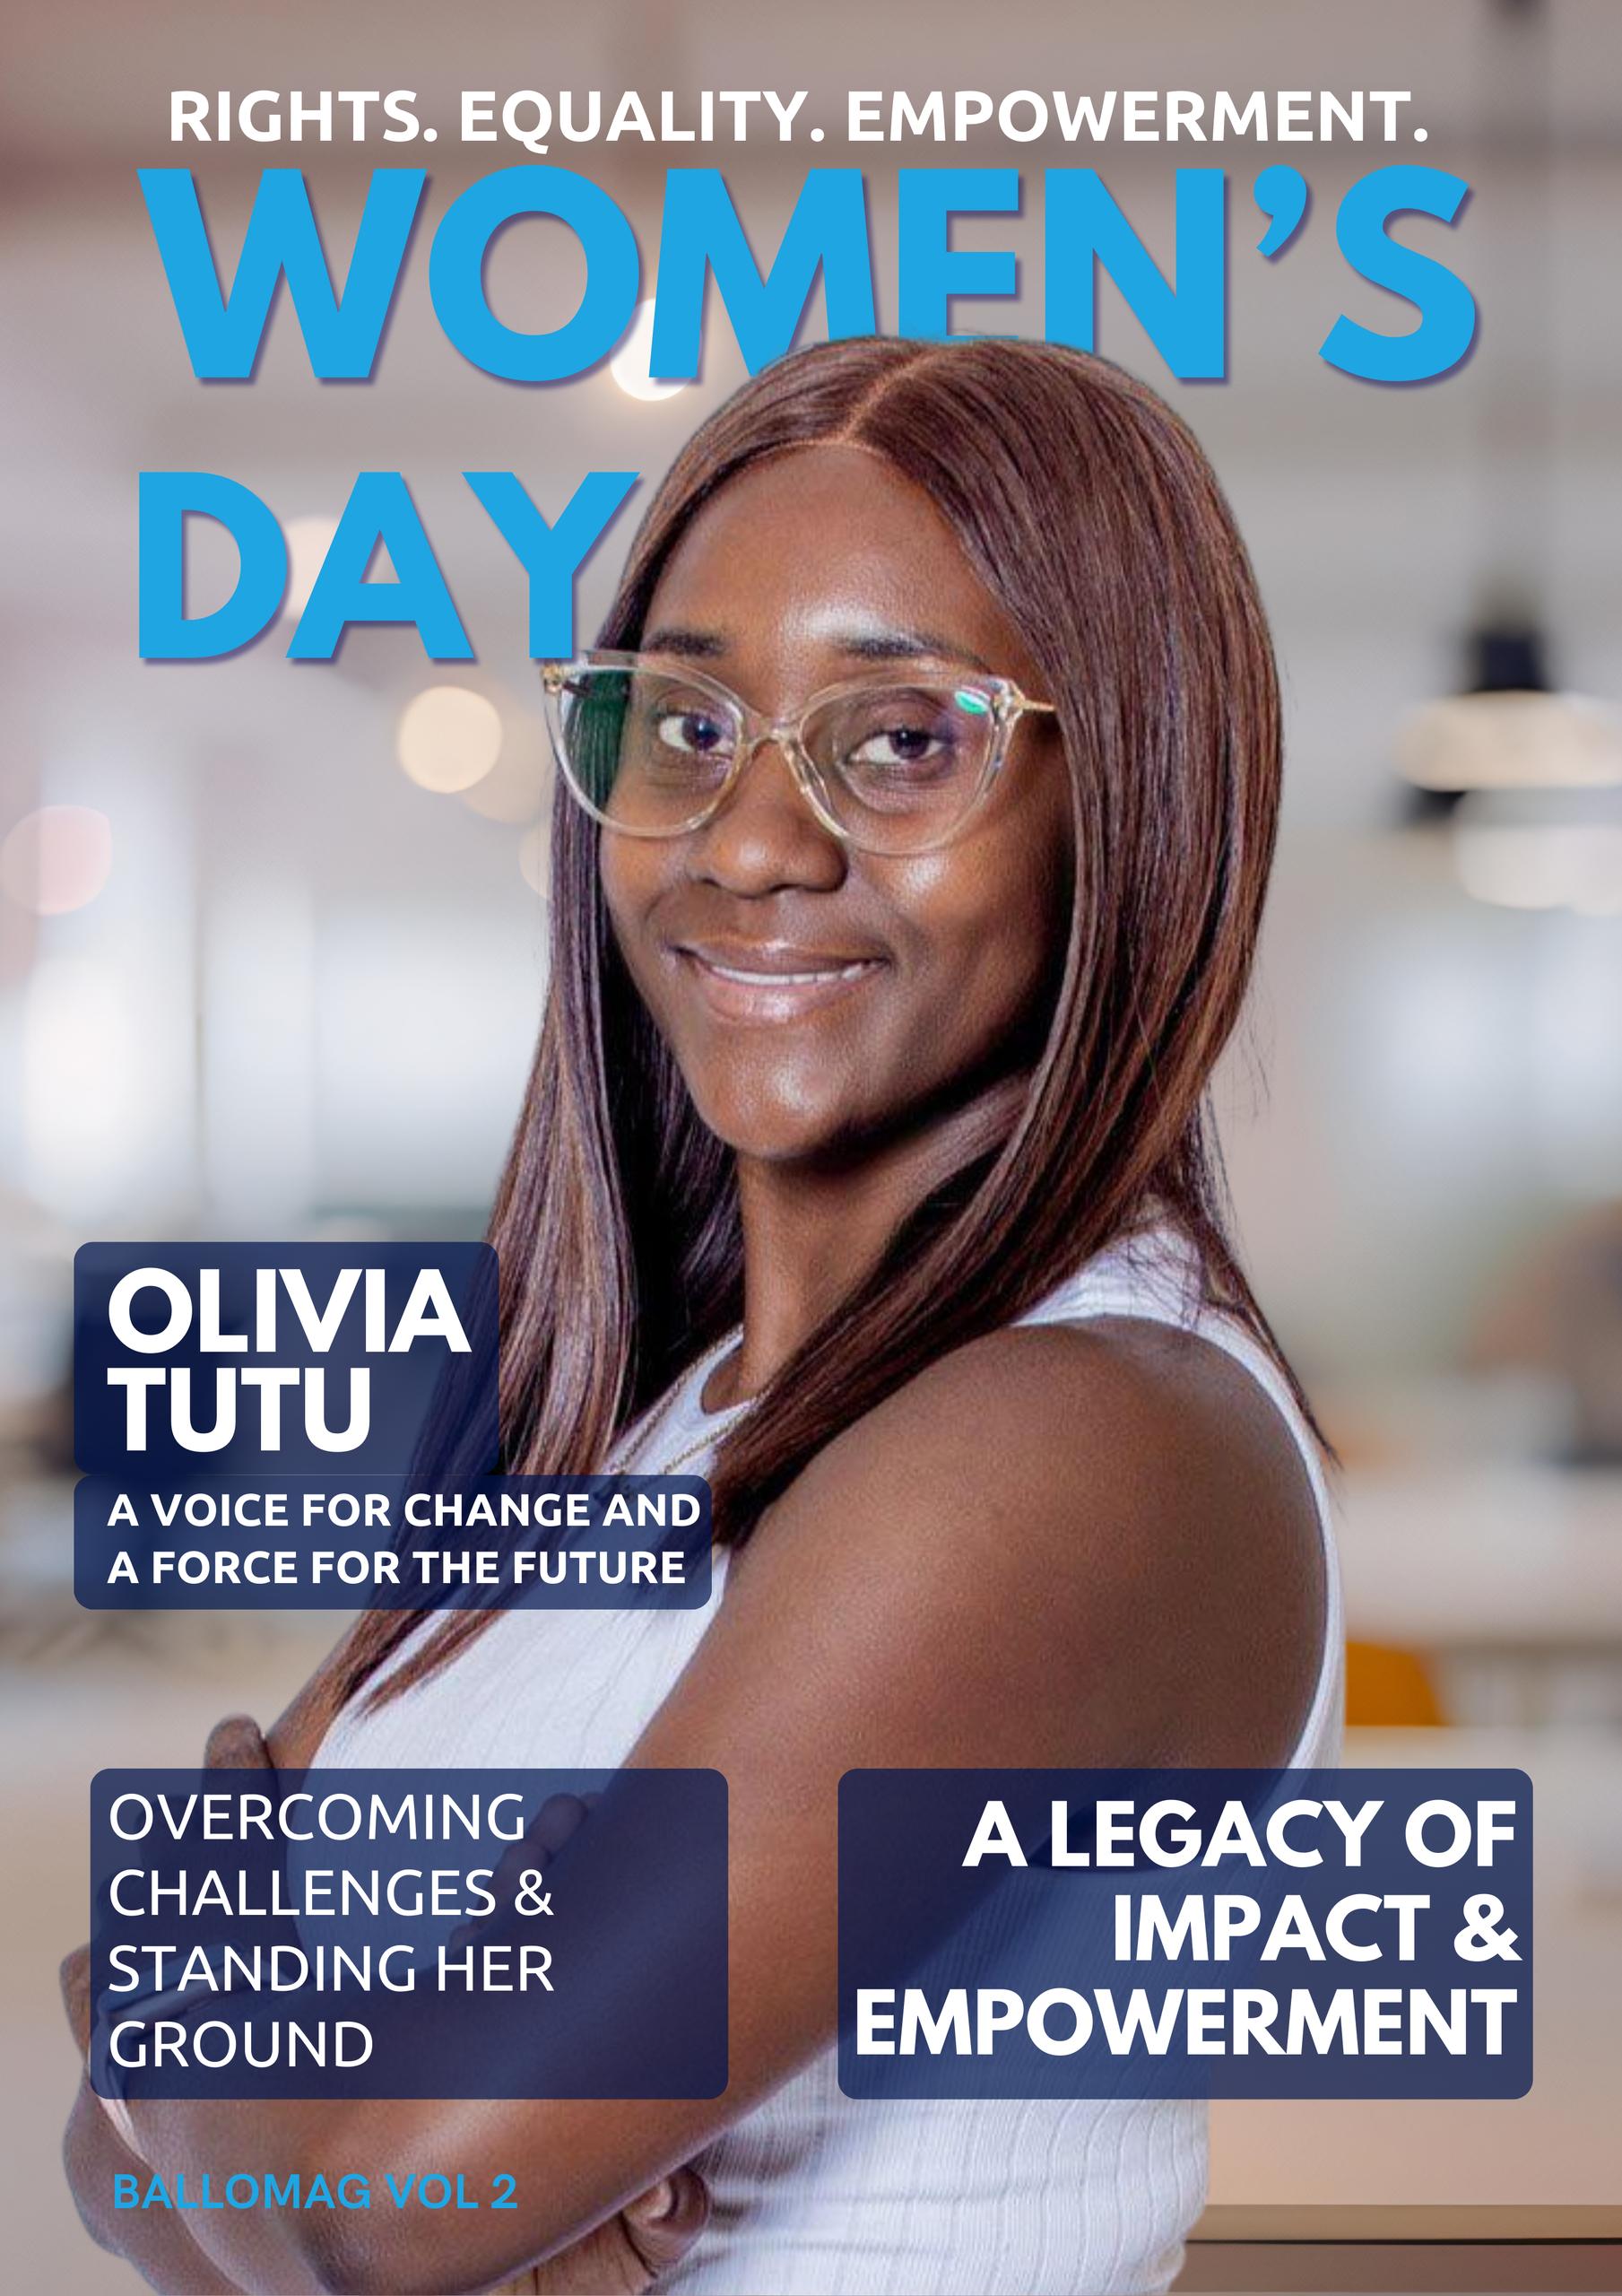 RIGHTS. EQUALITY. EMPOWERMENT.
WOMEN’S
DAY
OLIVIA
TUTU
A VOICE FOR CHANGE AND
A FORCE FOR THE FUTURE
OVERCOMING
CHALLENGES &
STANDING HER
GROUND
A LEGACY OF
IMPACT &
EMPOWERMENT
BALLOMAG VOL 2